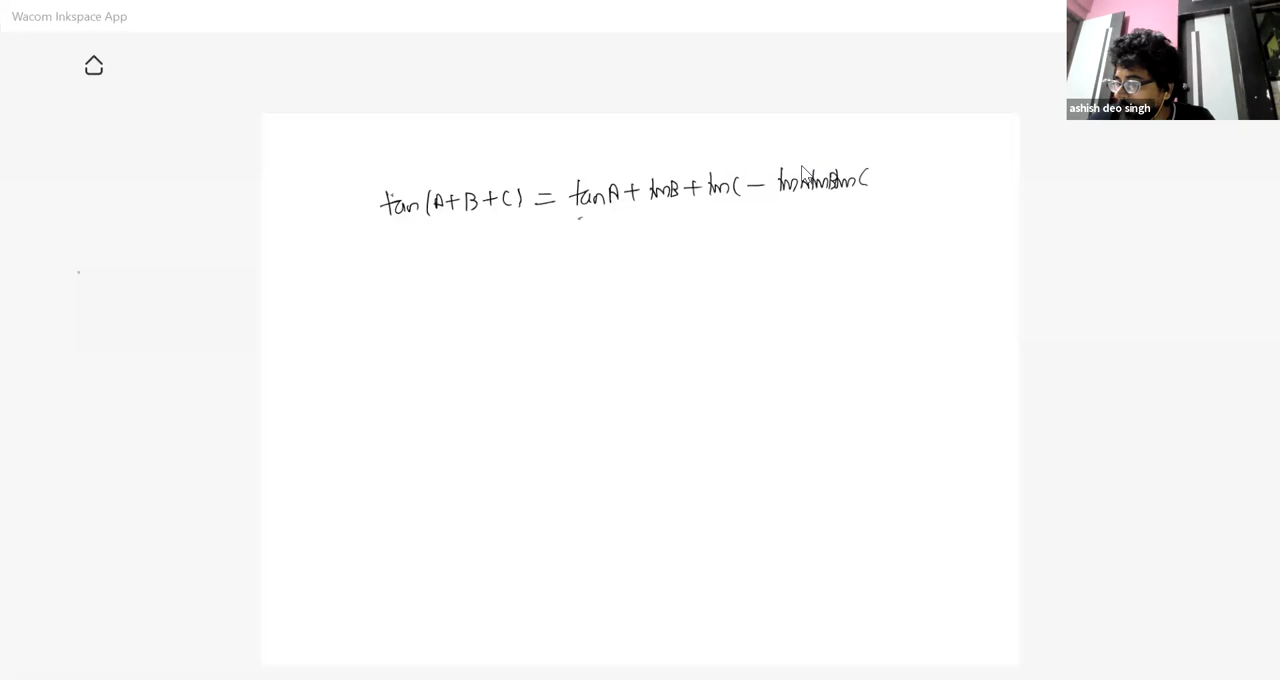 Wacom Inkspace App
ashish deo singh
tan(A+B+C) = tanA + tanB + tanC − tanAtanBtanC